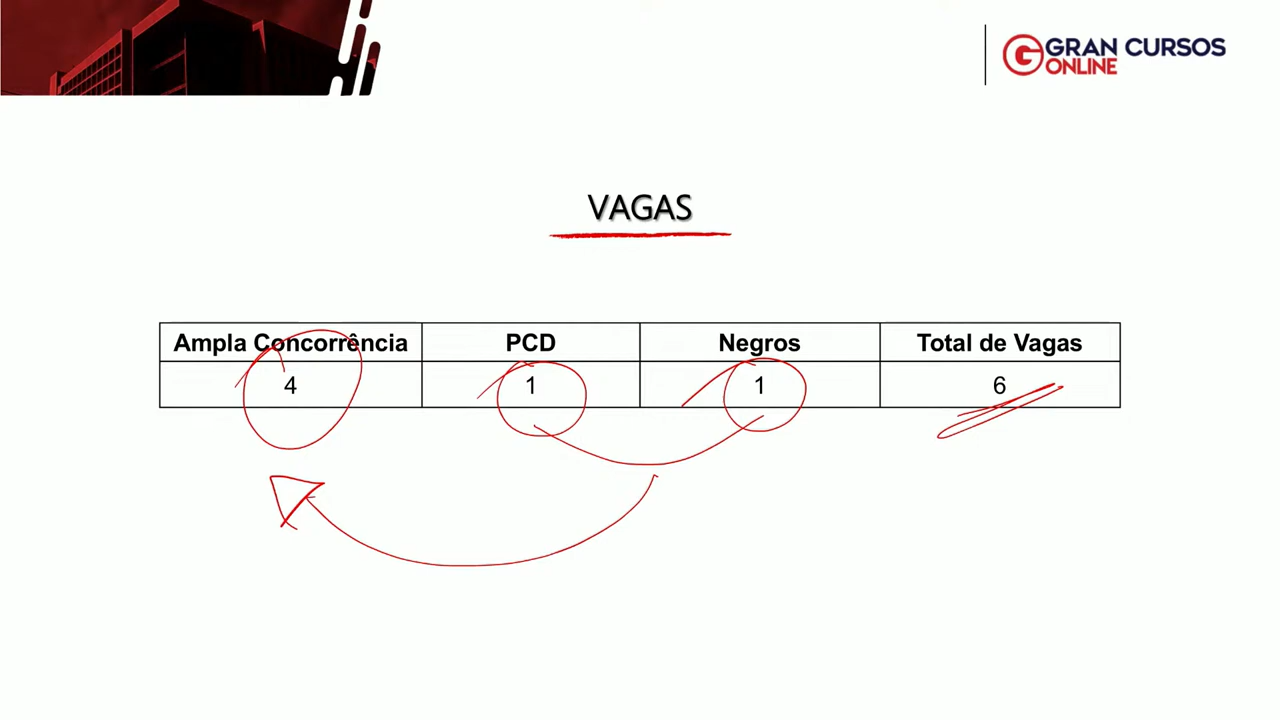 GRAN CURSOS
ONLINE
VAGAS
Ampla Concorrência PCD Negros Total de Vagas
4 1 1 6